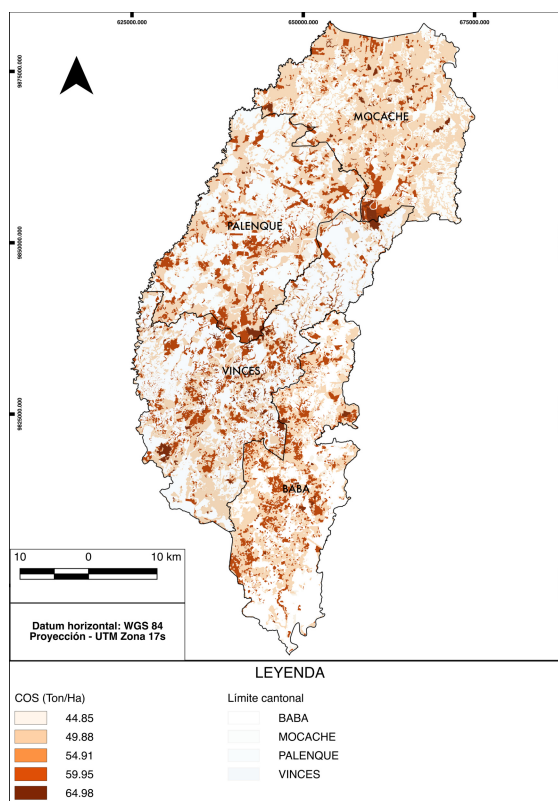 625000.000 650000.000 675000.000
9875000.000
MOCACHE
PALENQUE
9850000.000
VINCES
9825000.000
BABA
10 0 10 km
Datum horizontal: WGS 84
Proyección - UTM Zona 17s
LEYENDA
COS (Ton/Ha) Límite cantonal
44.85 BABA
49.88 MOCACHE
54.91 PALENQUE
59.95 VINCES
64.98